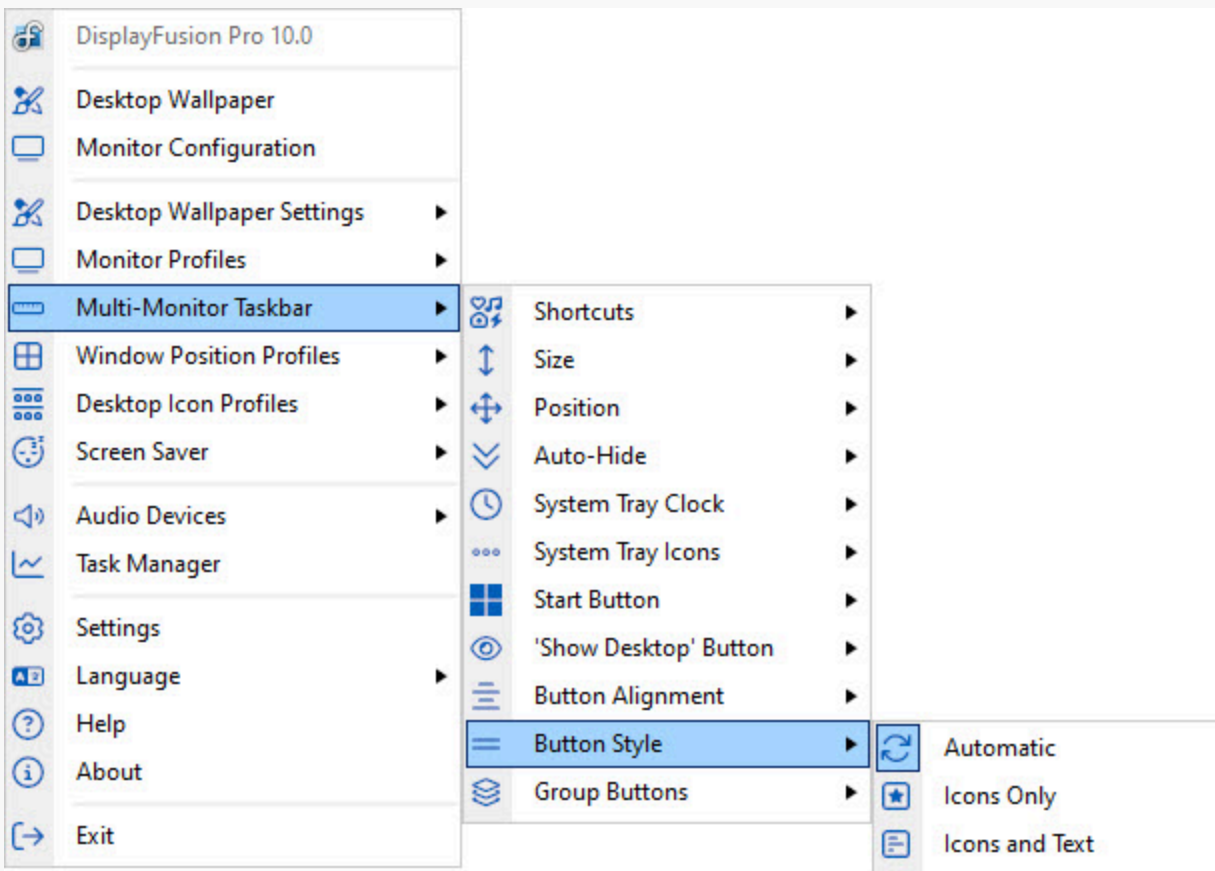 DisplayFusion Pro 10.0
Desktop Wallpaper
Monitor Configuration
Desktop Wallpaper Settings
Monitor Profiles
Multi-Monitor Taskbar
Window Position Profiles
Desktop Icon Profiles
Screen Saver
Audio Devices
Task Manager
Settings
Language
Help
About
Exit
Shortcuts
Size
Position
Auto-Hide
System Tray Clock
System Tray Icons
Start Button
'Show Desktop' Button
Button Alignment
Button Style
Group Buttons
Automatic
Icons Only
Icons and Text